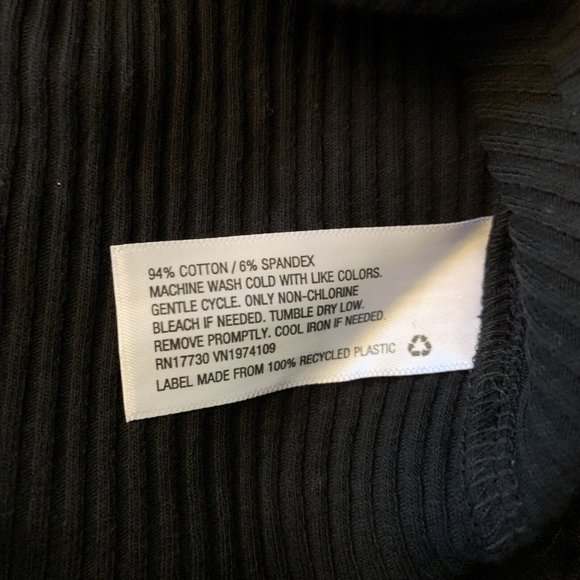 94% COTTON / 6% SPANDEX
MACHINE WASH COLD WITH LIKE COLORS.
GENTLE CYCLE. ONLY NON-CHLORINE
BLEACH IF NEEDED. TUMBLE DRY LOW.
REMOVE PROMPTLY. COOL IRON IF NEEDED.
RN17730 VN1974109
LABEL MADE FROM 100% RECYCLED PLASTIC